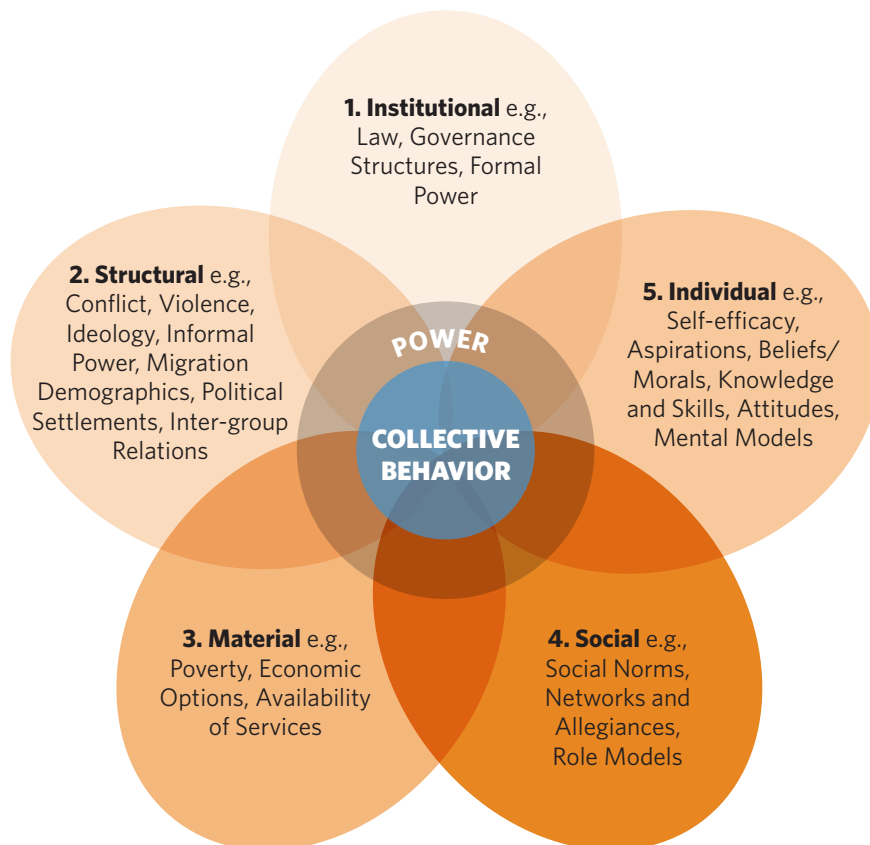 1. Institutional e.g.,
Law, Governance
Structures, Formal
Power
2. Structural e.g.,
Conflict, Violence,
Ideology, Informal
Power, Migration
Demographics, Political
Settlements, Inter-group
Relations
POWER
COLLECTIVE
BEHAVIOR
5. Individual e.g.,
Self-efficacy,
Aspirations, Beliefs/
Morals, Knowledge
and Skills, Attitudes,
Mental Models
3. Material e.g.,
Poverty, Economic
Options, Availability
of Services
4. Social e.g.,
Social Norms,
Networks and
Allegiances,
Role Models